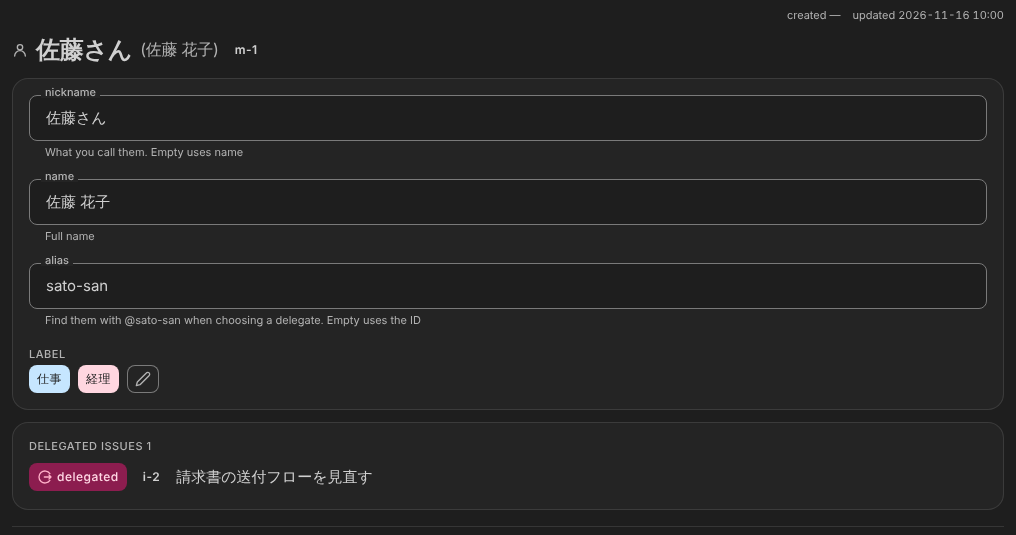 created — updated 2026-11-16 10:00
佐藤さん (佐藤 花子) m-1
nickname
佐藤さん
What you call them. Empty uses name
name
佐藤 花子
Full name
alias
sato-san
Find them with @sato-san when choosing a delegate. Empty uses the ID
LABEL
仕事 経理
DELEGATED ISSUES 1
delegated i-2 請求書の送付フローを見直す